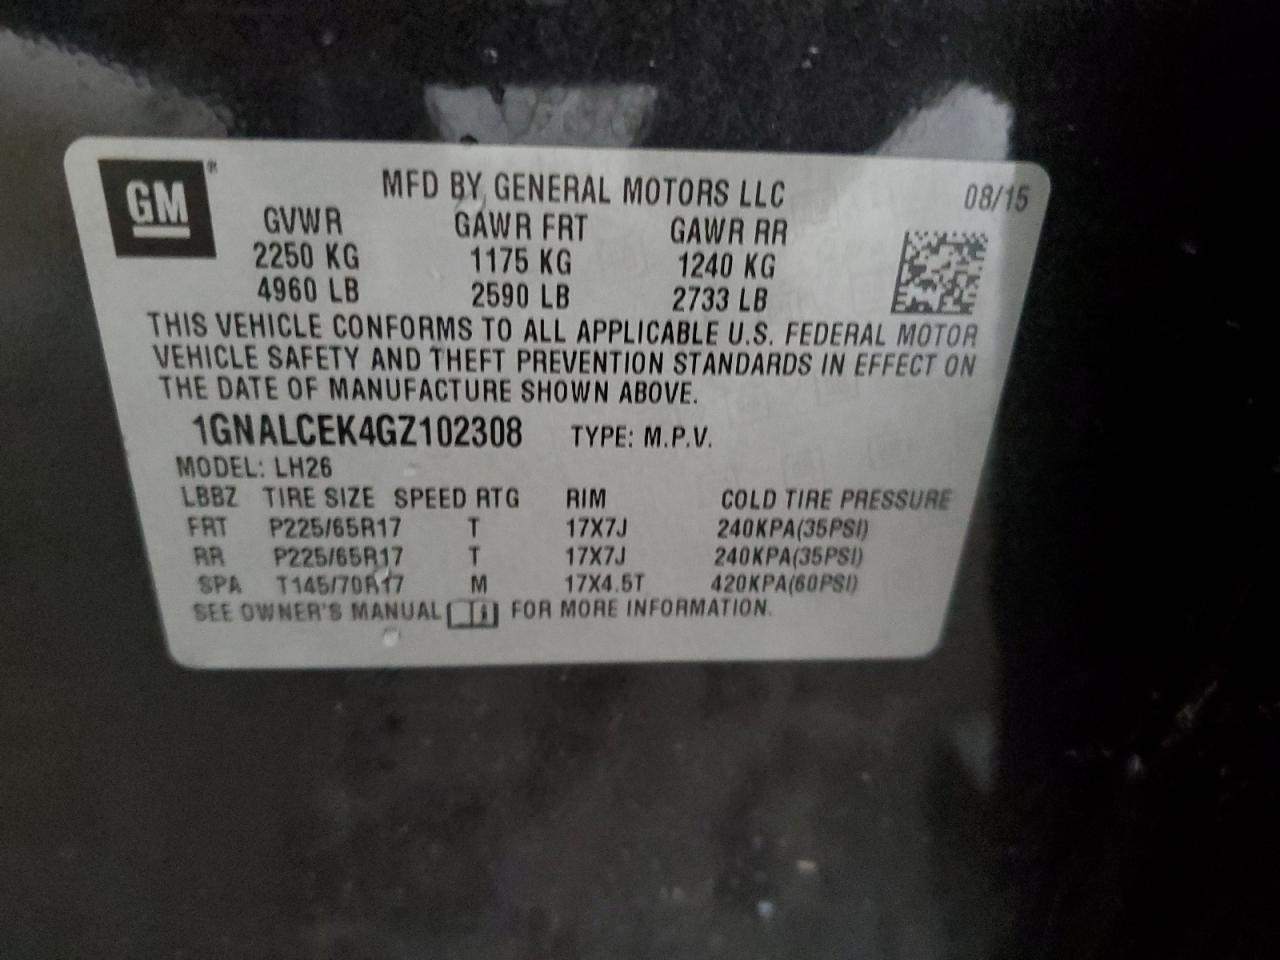 GM®
MFD BY GENERAL MOTORS LLC 08/15
GVWR GAWR FRT GAWR RR
2250 KG 1175 KG 1240 KG
4960 LB 2590 LB 2733 LB
THIS VEHICLE CONFORMS TO ALL APPLICABLE U.S. FEDERAL MOTOR
VEHICLE SAFETY AND THEFT PREVENTION STANDARDS IN EFFECT ON
THE DATE OF MANUFACTURE SHOWN ABOVE.
1GNALCEK4GZ102308 TYPE: M.P.V.
MODEL: LH26
LBBZ TIRE SIZE SPEED RTG RIM COLD TIRE PRESSURE
FRT P225/65R17 T 17X7J 240KPA(35PSI)
RR P225/65R17 T 17X7J 240KPA(35PSI)
SPA T145/70R17 M 17X4.5T 420KPA(60PSI)
SEE OWNER'S MANUAL FOR MORE INFORMATION.